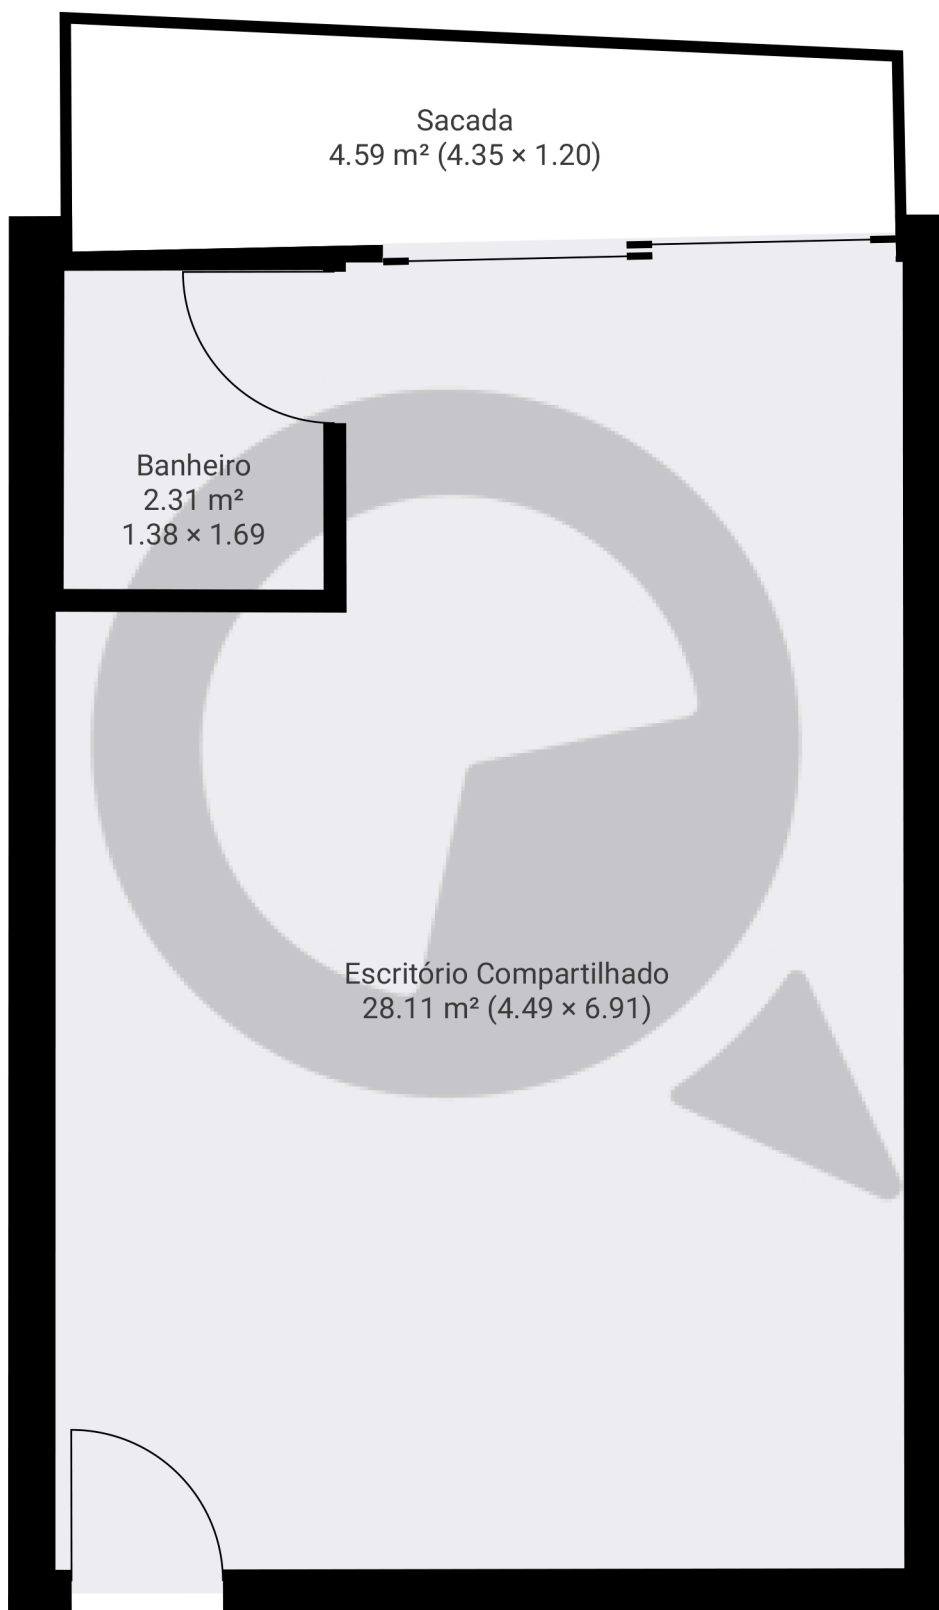 Sacada
4.59 m² (4.35 × 1.20)
Banheiro
2.31 m²
1.38 × 1.69
Escritório Compartilhado
28.11 m² (4.49 × 6.91)